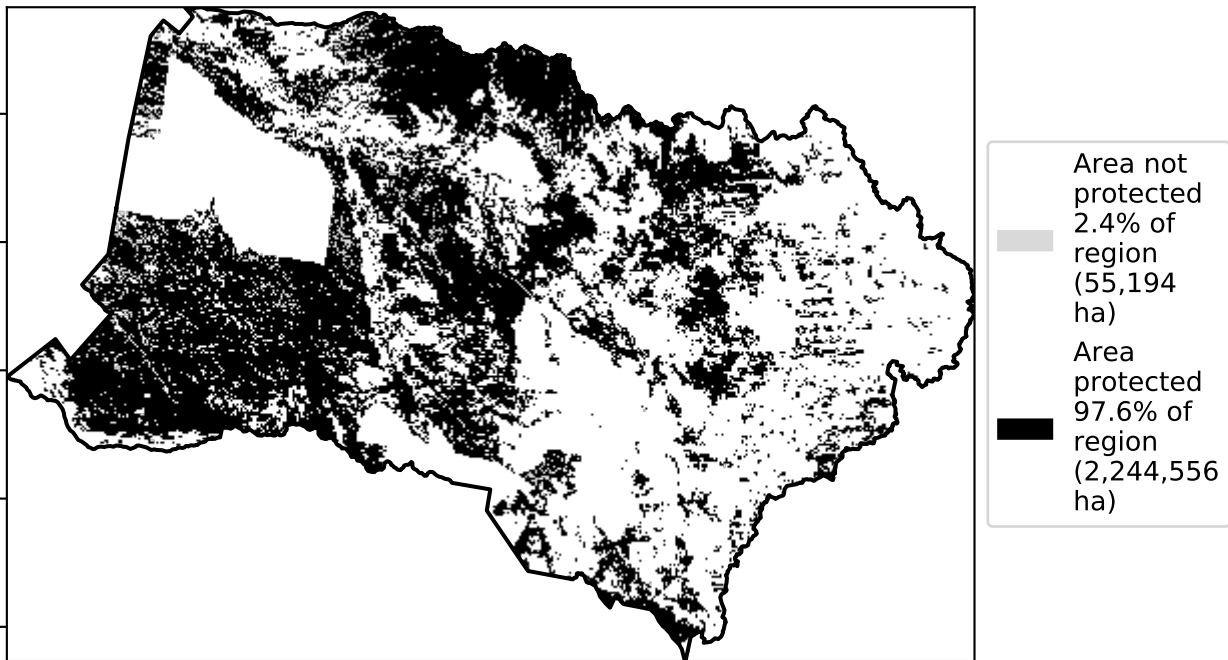 Area not
protected
2.4% of
region
(55,194
ha)
Area
protected
97.6% of
region
(2,244,556
ha)